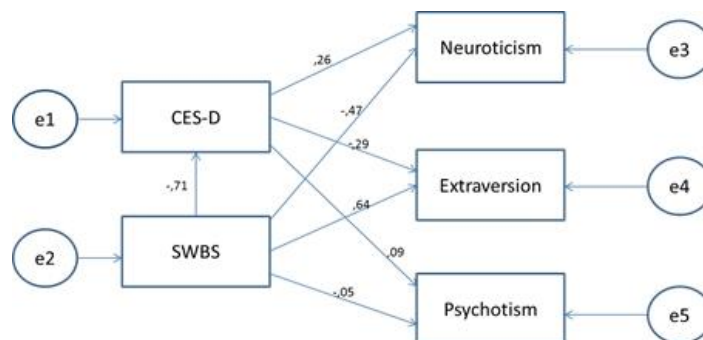 Neuroticism
e3
,26
e1
CES-D
-,47
-,29
-,71
Extraversion
e4
,64
e2
SWBS
,09
-,05
Psychotism
e5